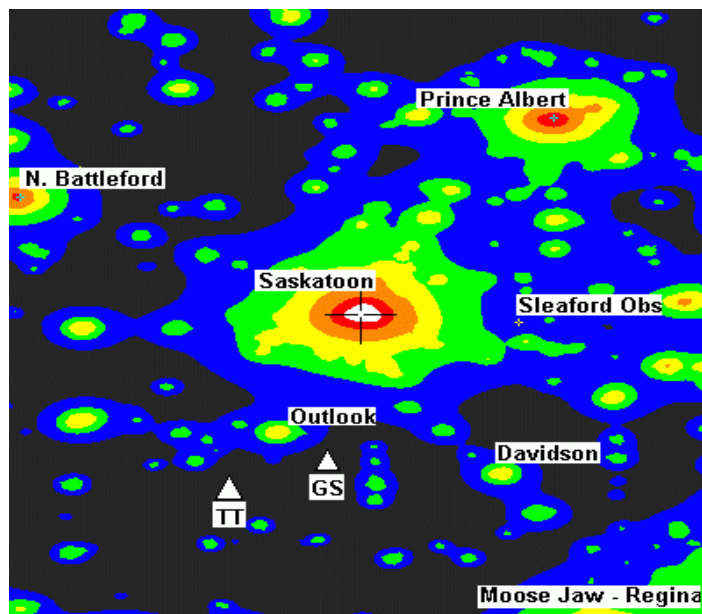 Prince Albert
N. Battleford
Saskatoon
Sleaford Obs
Outlook
Davidson
GS
TT
Moose Jaw - Regina